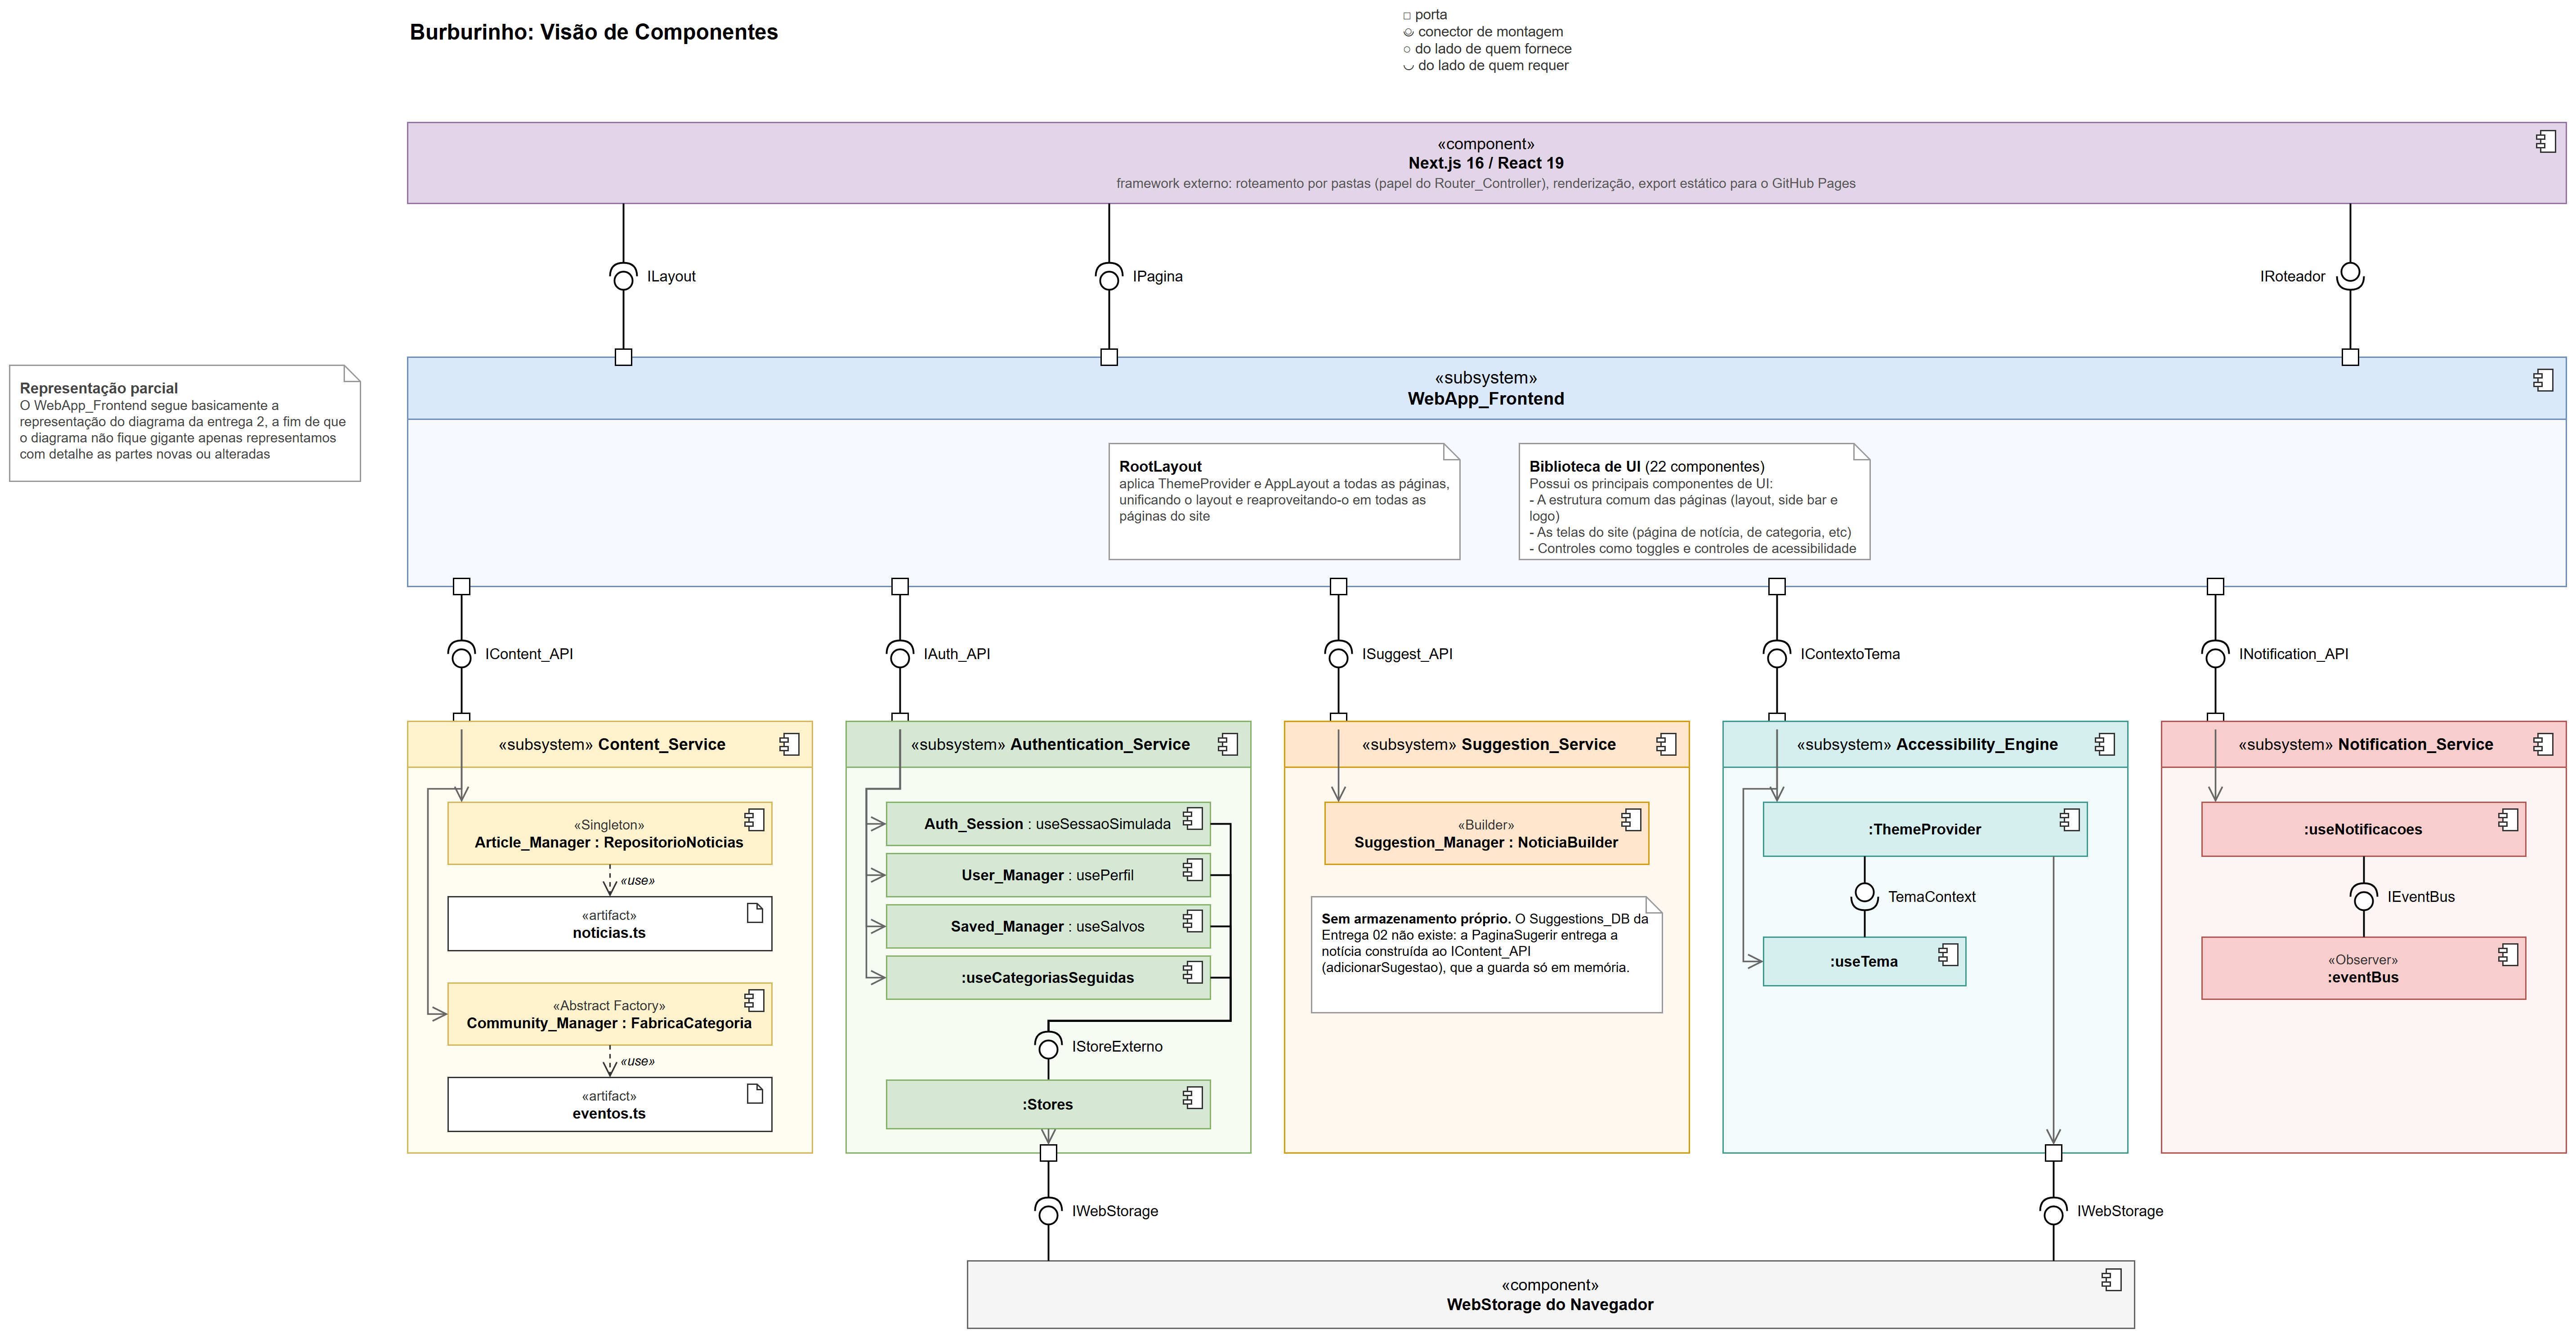 Burburinho: Visão de Componentes
porta
conector de montagem
do lado de quem fornece
do lado de quem requer
«component»
Next.js 16 / React 19
framework externo: roteamento por pastas (papel do Router_Controller), renderização, export estático para o GitHub Pages
ILayout
IPagina
IRoteador
Representação parcial
O WebApp_Frontend segue basicamente a
representação do diagrama da entrega 2, a fim de que
o diagrama não fique gigante apenas representamos
com detalhe as partes novas ou alteradas
«subsystem»
WebApp_Frontend
RootLayout
aplica ThemeProvider e AppLayout a todas as páginas,
unificando o layout e reaproveitando-o em todas as
páginas do site
Biblioteca de UI (22 componentes)
Possui os principais componentes de UI:
- A estrutura comum das páginas (layout, side bar e
logo)
- As telas do site (página de notícia, de categoria, etc)
- Controles como toggles e controles de acessibilidade
IContent_API
IAuth_API
ISuggest_API
IContextoTema
INotification_API
«subsystem» Content_Service
«Singleton»
Article_Manager : RepositorioNoticias
«use»
«artifact»
noticias.ts
«Abstract Factory»
Community_Manager : FabricaCategoria
«use»
«artifact»
eventos.ts
«subsystem» Authentication_Service
Auth_Session : useSessaoSimulada
User_Manager : usePerfil
Saved_Manager : useSalvos
:useCategoriasSeguidas
IStoreExterno
:Stores
«subsystem» Suggestion_Service
«Builder»
Suggestion_Manager : NoticiaBuilder
Sem armazenamento próprio. O Suggestions_DB da
Entrega 02 não existe: a PaginaSugerir entrega a
notícia construída ao IContent_API
(adicionarSugestao), que a guarda só em memória.
«subsystem» Accessibility_Engine
:ThemeProvider
TemaContext
:useTema
«subsystem» Notification_Service
:useNotificacoes
IEventBus
«Observer»
:eventBus
IWebStorage
IWebStorage
«component»
WebStorage do Navegador